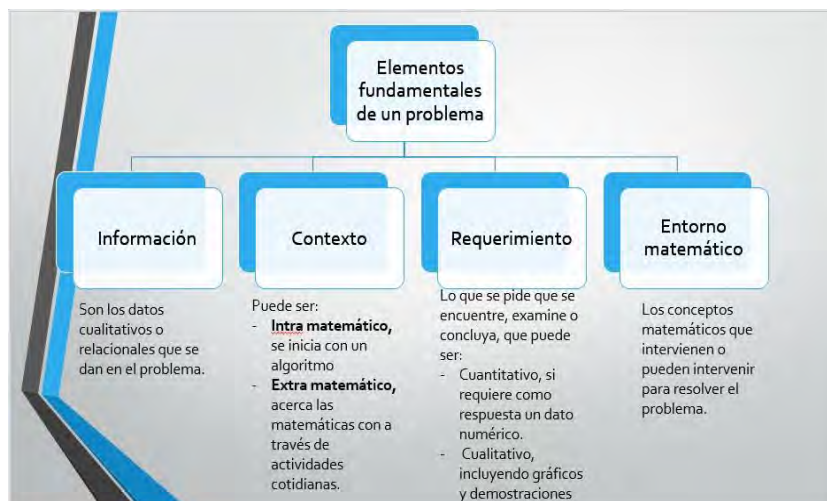 Elementos
fundamentales
de un problema
Información
Son los datos
cualitativos o
relacionales que se
dan en el problema.
Contexto
Puede ser:
- Intra matemático,
se inicia con un
algoritmo
- Extra matemático,
acerca las
matemáticas con a
través de
actividades
cotidianas.
Requerimiento
Lo que se pide que se
encuentre, examine o
concluya, que puede
ser:
- Cuantitativo, si
requiere como
respuesta un dato
numérico.
- Cualitativo,
incluyendo gráficos
y demostraciones
Entorno
matemático
Los conceptos
matemáticos que
intervienen o
pueden intervenir
para resolver el
problema.